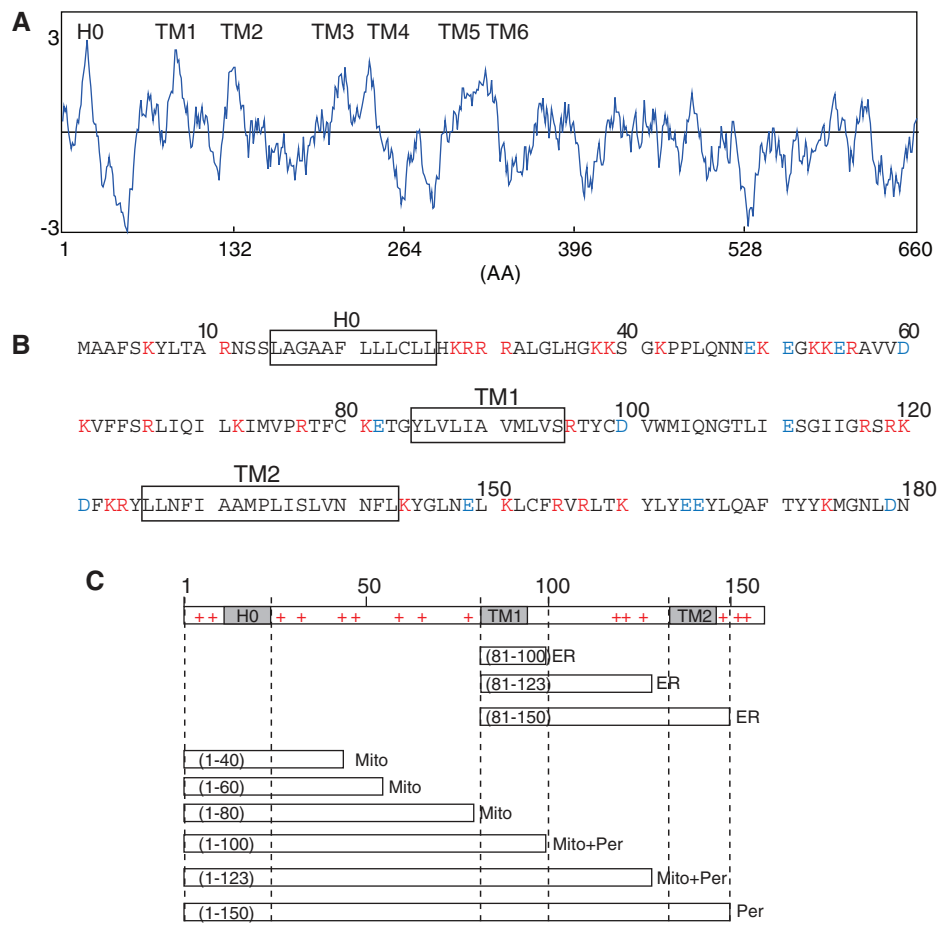 A
3
H0 TM1 TM2 TM3 TM4 TM5 TM6
-3
1 132 264 396 528 660
(AA)
B
H0
10 40 60
MAAFSKYLTA RNSSLAGAAF LLLCLLHKRR RALGLHGKKS GKPPLQNNEK EGKKERAVVD
TM1
80 100 120
KVFFSRLIQI LKIMVPRTFC KETGYLVLIA VMLVSRTYCD VWMIQNGTLI ESGIIGRSRK
TM2
150 180
DFKRYLLNFI AAMPLISLVN NFLKYGLNEL KLCFRVRLTK YLYEEYLQAF TYYKMGNLDN
C
1 50 100 150
++ H0 + + ++ + + + TM1 ++ + TM2 + ++
(81-100) ER
(81-123) ER
(81-150) ER
(1-40) Mito
(1-60) Mito
(1-80) Mito
(1-100) Mito+Per
(1-123) Mito+Per
(1-150) Per